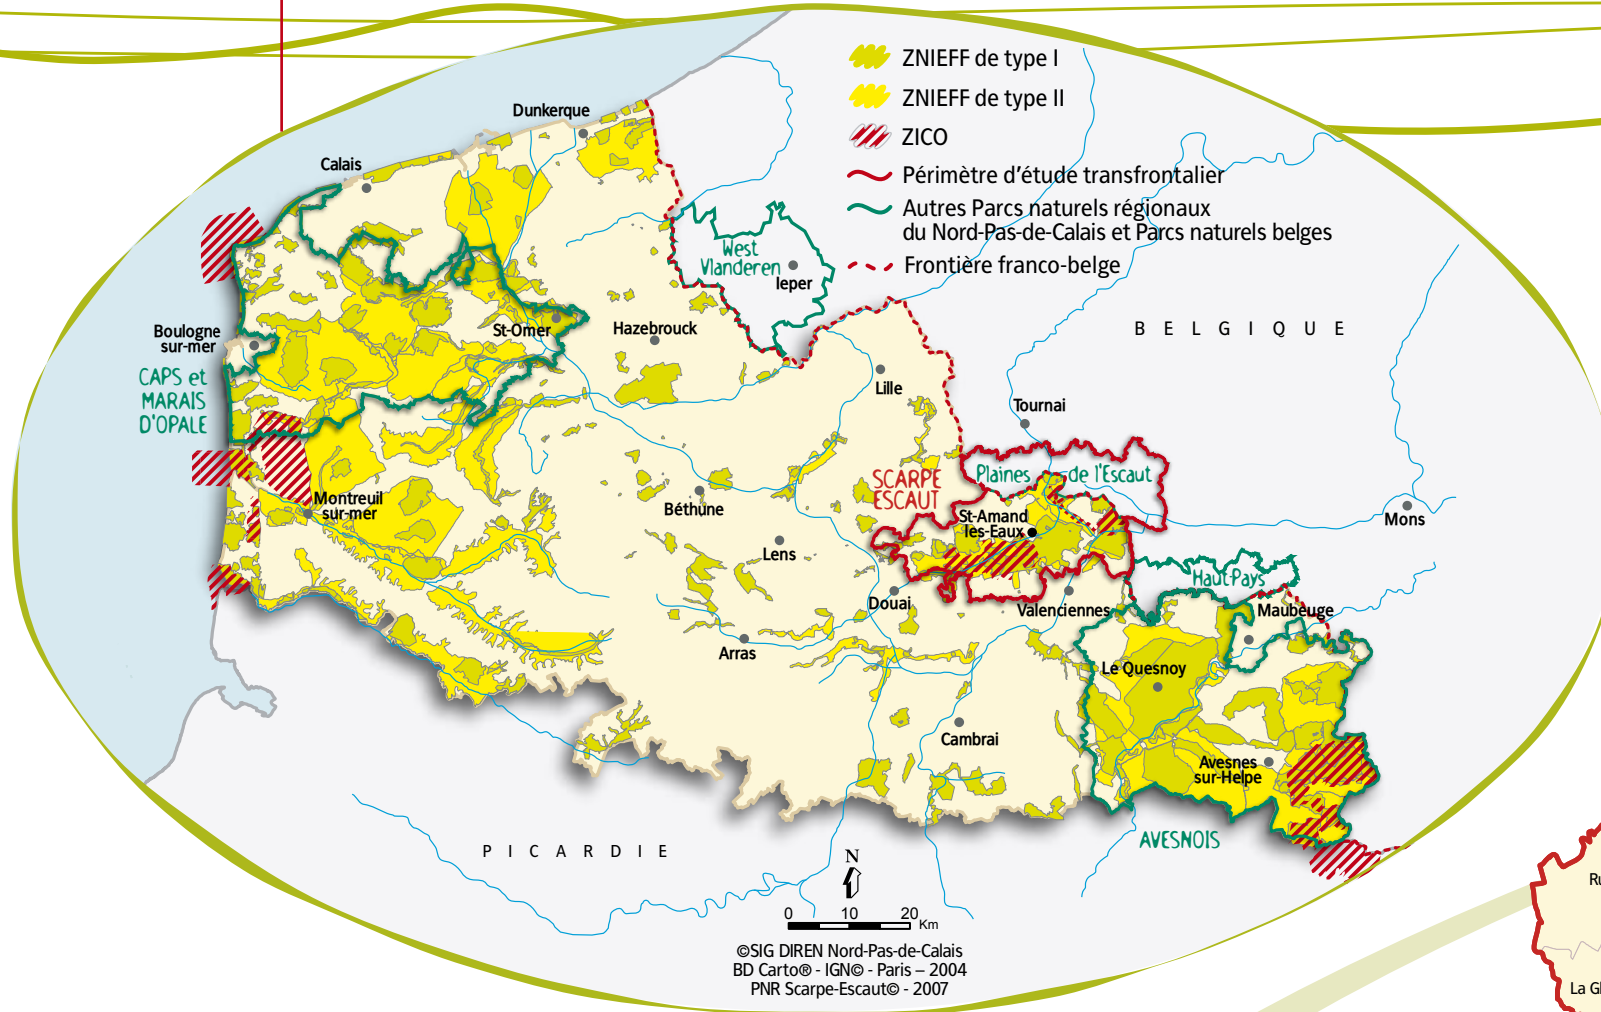 ZNIEFF de type I
ZNIEFF de type II
ZICO
Périmètre d'étude transfrontalier
Autres Parcs naturels régionaux
du Nord-Pas-de-Calais et Parcs naturels belges
Frontière franco-belge
Dunkerque
Calais
West
Vlanderen
Ieper
St-Omer
Hazebrouck
Boulogne
sur-mer
BELGIQUE
CAPS et
MARAIS
D'OPALE
Lille
Tournai
SCARPE
ESCAUT
Plaines de l'Escaut
Montreuil
sur-mer
Béthune
St-Amand
les-Eaux
Mons
Lens
Haut-Pays
Douai
Valenciennes
Maubeuge
Arras
Le Quesnoy
Cambrai
Avesnes
sur-Helpe
AVESNOIS
PICARDIE
N
0 10 20 Km
©SIG DIREN Nord-Pas-de-Calais
BD Carto® - IGN© - Paris – 2004
PNR Scarpe-Escaut© - 2007